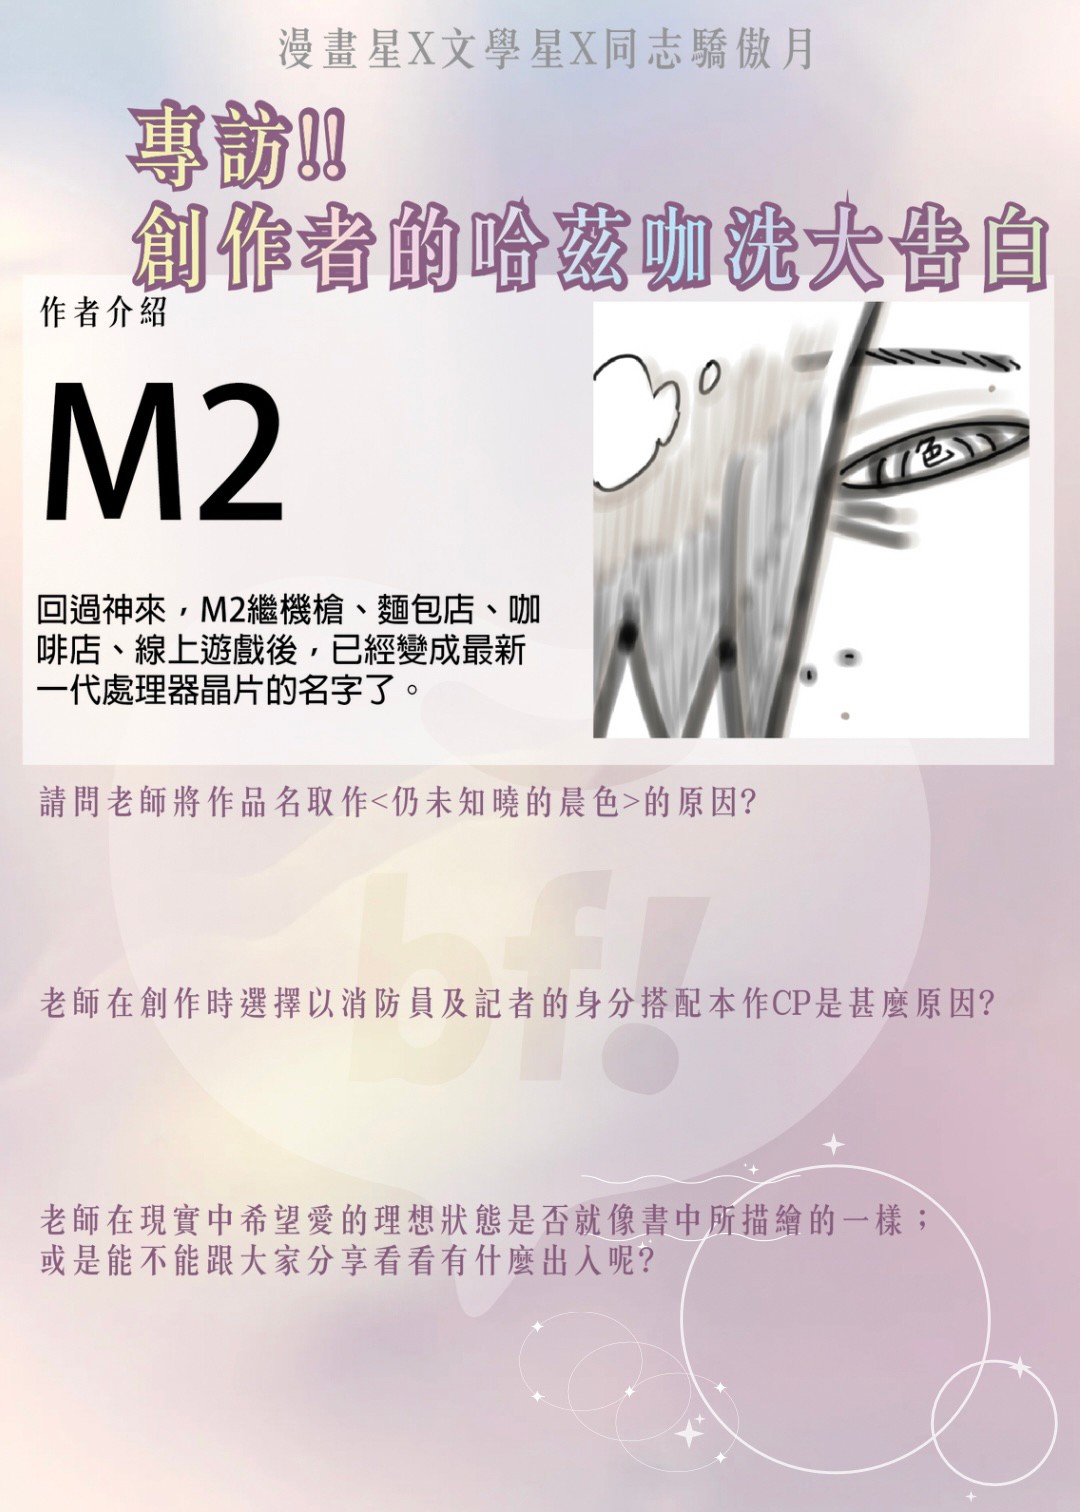 漫畫星X文學星X同志驕傲月
專訪!!
創作者的哈茲咖洗大告白
作者介紹
M2
色
回過神來，M2繼機槍、麵包店、咖
啡店、線上遊戲後，已經變成最新
一代處理器晶片的名字了。
請問老師將作品名取作<仍未知曉的晨色>的原因?
bf!
老師在創作時選擇以消防員及記者的身分搭配本作CP是甚麼原因?
老師在現實中希望愛的理想狀態是否就像書中所描繪的一樣；
或是能不能跟大家分享看看有什麼出入呢?